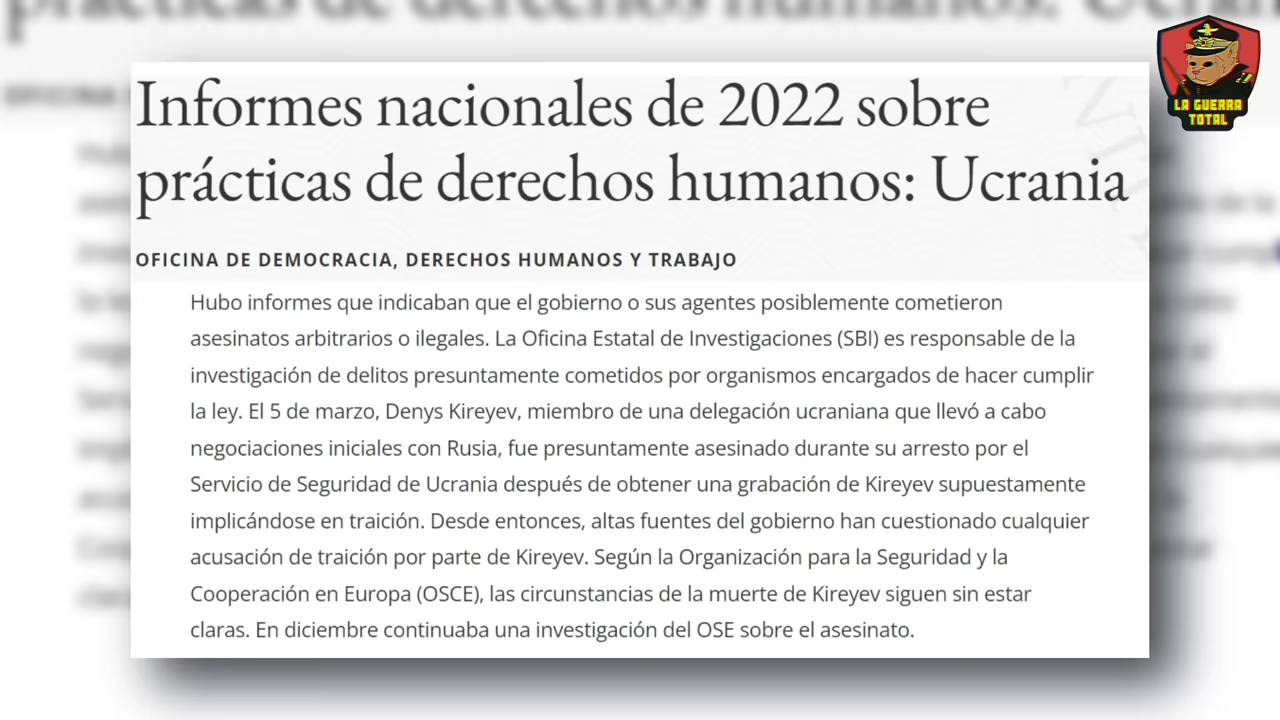 prácticas de derechos humanos: Ucrani
LA GUERRA
TOTAL
Informes nacionales de 2022 sobre
prácticas de derechos humanos: Ucrania
OFICINA DE DEMOCRACIA, DERECHOS HUMANOS Y TRABAJO
Hubo informes que indicaban que el gobierno o sus agentes posiblemente cometieron
asesinatos arbitrarios o ilegales. La Oficina Estatal de Investigaciones (SBI) es responsable de la
investigación de delitos presuntamente cometidos por organismos encargados de hacer cumplir
la ley. El 5 de marzo, Denys Kireyev, miembro de una delegación ucraniana que llevó a cabo
negociaciones iniciales con Rusia, fue presuntamente asesinado durante su arresto por el
Servicio de Seguridad de Ucrania después de obtener una grabación de Kireyev supuestamente
implicándose en traición. Desde entonces, altas fuentes del gobierno han cuestionado cualquier
acusación de traición por parte de Kireyev. Según la Organización para la Seguridad y la
Cooperación en Europa (OSCE), las circunstancias de la muerte de Kireyev siguen sin estar
claras. En diciembre continuaba una investigación del OSE sobre el asesinato.